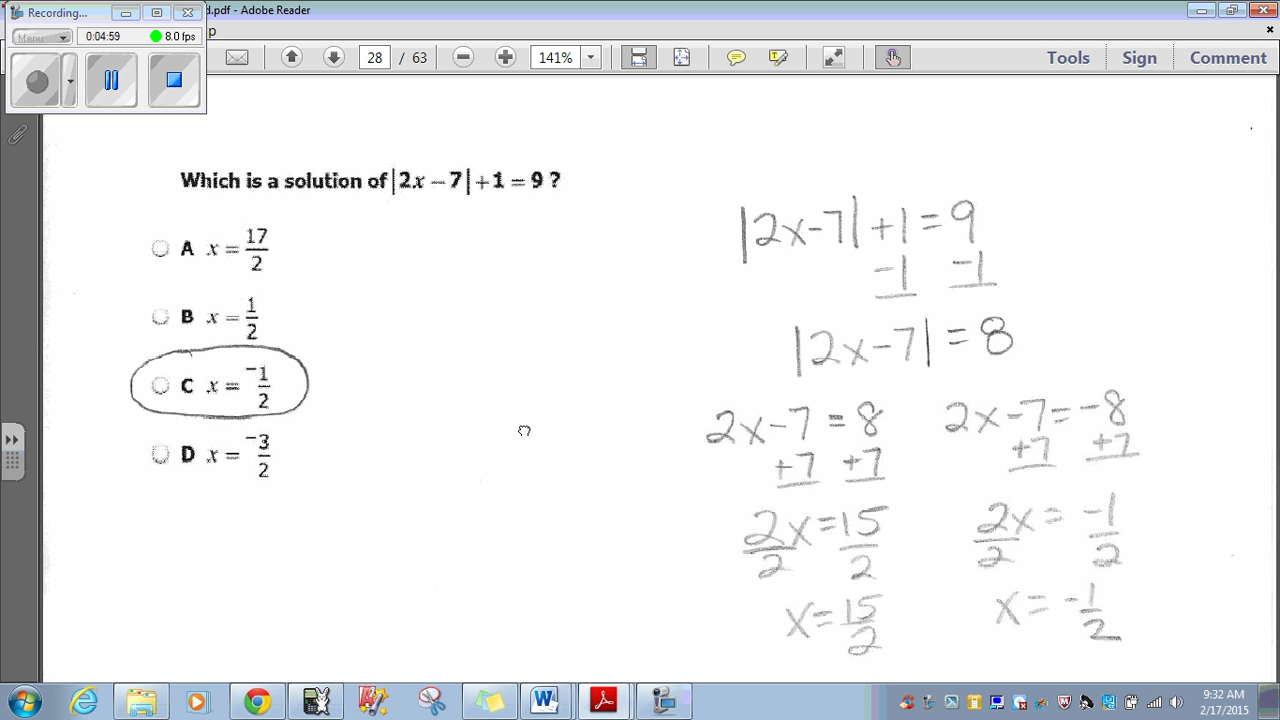 Recording...
d.pdf - Adobe Reader
Menu
0:04:59
8.0 fps
p
28 / 63
141%
Tools
Sign
Comment
Which is a solution of |2x − 7| + 1 = 9 ?
A x = 17/2
B x = 1/2
C x = -1/2
D x = -3/2
|2x-7| +1 = 9
-1 -1
|2x-7| = 8
2x-7 = 8
+7 +7
2x = 15
2 2
x = 15/2
2x-7 = -8
+7 +7
2x = -1
2 2
x = -1/2
9:32 AM
2/17/2015